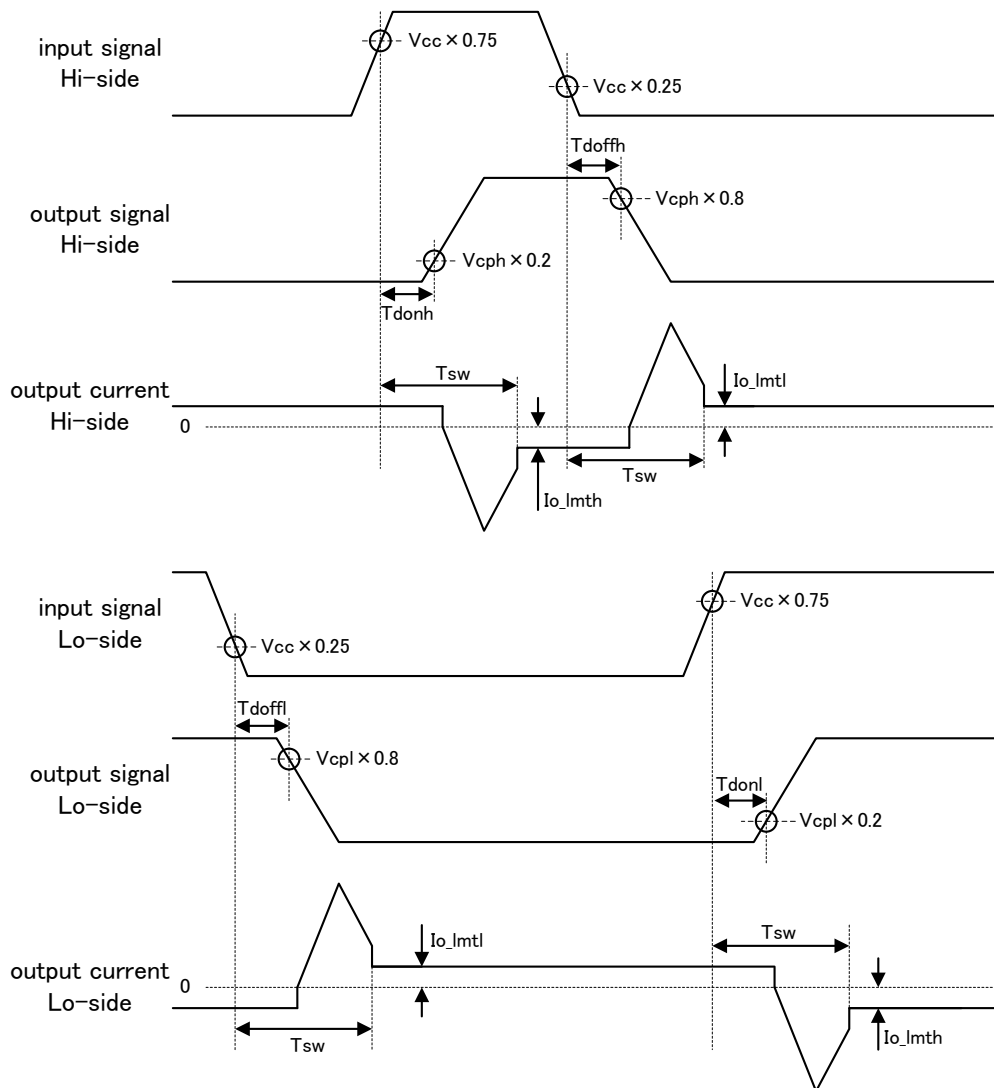 input signal
Hi-side
Vcc×0.75
Vcc×0.25
Tdoffh
output signal
Hi-side
Vcph×0.8
Vcph×0.2
Tdonh
output current
Hi-side
Tsw
Io_lmtl
0
Tsw
Io_lmth
input signal
Lo-side
Vcc×0.75
Vcc×0.25
Tdoffl
output signal
Lo-side
Vcpl×0.8
Tdonl
Vcpl×0.2
output current
Lo-side
Io_lmtl
Tsw
0
Tsw
Io_lmth